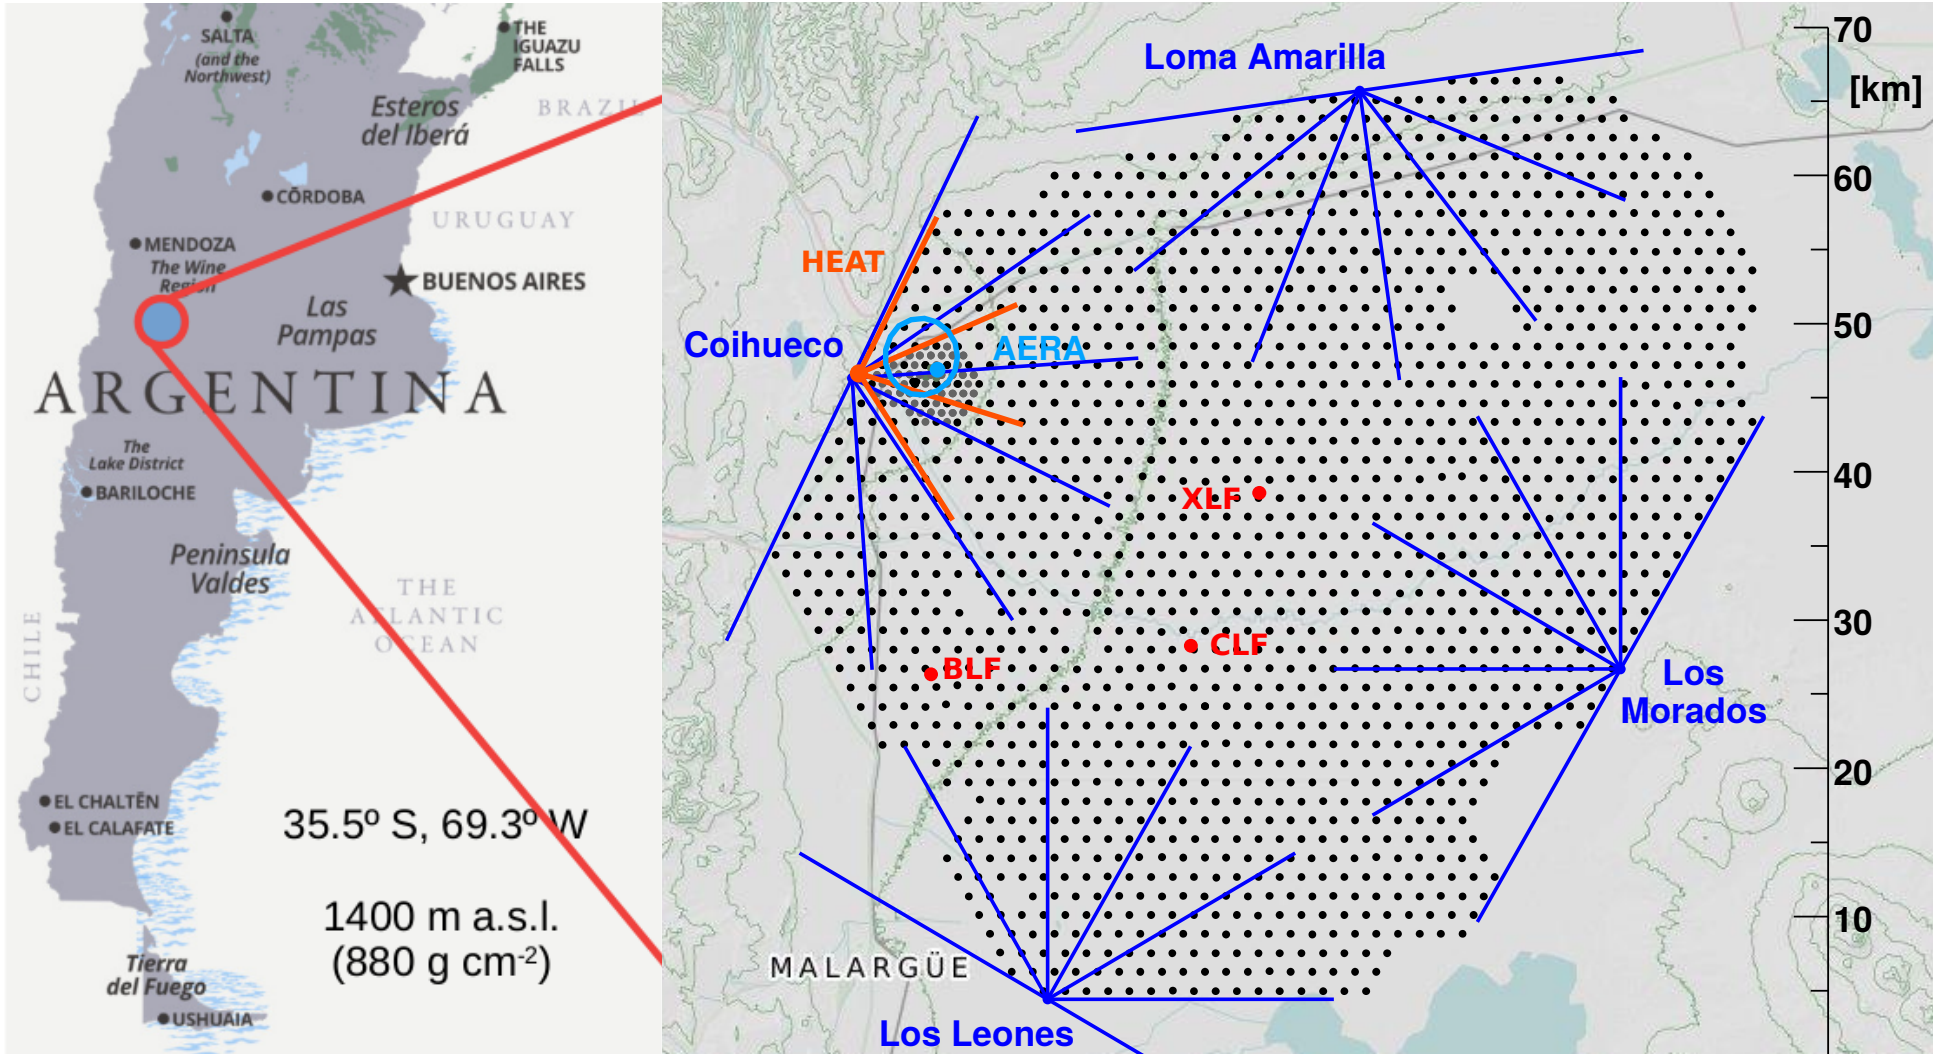 SALTA
(and the
Northwest)
THE
IGUAZU
FALLS
Esteros
del Iberá
BRAZIL
CÓRDOBA
URUGUAY
MENDOZA
The Wine
Region
BUENOS AIRES
Las
Pampas
ARGENTINA
The
Lake District
BARILOCHE
Peninsula
Valdes
THE
ATLANTIC
OCEAN
CHILE
EL CHALTĒN
EL CALAFATE
35.5º S, 69.3º W
1400 m a.s.l.
(880 g cm-2)
Tierra
del Fuego
USHUAIA
Loma Amarilla
HEAT
Coihueco
AERA
XLF
CLF
BLF
Los
Morados
MALARGÜE
Los Leones
70
[km]
60
50
40
30
20
10